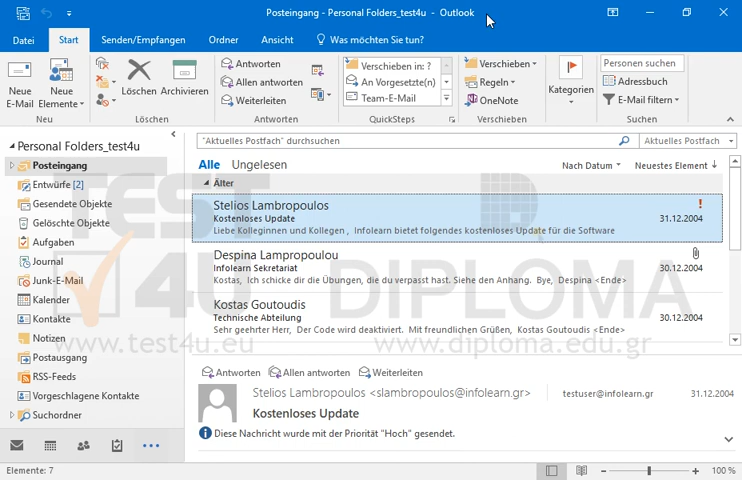 Posteingang - Personal Folders_test4u - Outlook
Datei Start Senden/Empfangen Ordner Ansicht Was möchten Sie tun?
Neue E-Mail
Neue Elemente
Löschen
Archivieren
Antworten
Allen antworten
Weiterleiten
Verschieben in: ?
An Vorgesetzte(n)
Team-E-Mail
Verschieben
Regeln
OneNote
Kategorien
Personen suchen
Adressbuch
E-Mail filtern
Neu Löschen Antworten QuickSteps Verschieben Suchen
Personal Folders_test4u
Posteingang
Entwürfe [2]
Gesendete Objekte
Gelöschte Objekte
Aufgaben
Journal
Junk-E-Mail
Kalender
Kontakte
Notizen
Postausgang
RSS-Feeds
Vorgeschlagene Kontakte
Suchordner
"Aktuelles Postfach" durchsuchen Aktuelles Postfach
Alle Ungelesen Nach Datum Neuestes Element
Älter
Stelios Lambropoulos
Kostenloses Update 31.12.2004
Liebe Kolleginnen und Kollegen , Infolearn bietet folgendes kostenloses Update für die Software
Despina Lampropoulou
Infolearn Sekretariat 30.12.2004
Kostas, Ich schicke dir die Übungen, die du verpasst hast. Siehe den Anhang. Bye, Despina <Ende>
Kostas Goutoudis
Technische Abteilung 30.12.2004
Sehr geehrter Herr, Der Code wird deaktiviert. Mit freundlichen Grüßen, Kostas Goutoudis <Ende>
Antworten Allen antworten Weiterleiten
Stelios Lambropoulos <slambropoulos@infolearn.gr> testuser@infolearn.gr 31.12.2004
Kostenloses Update
Diese Nachricht wurde mit der Priorität "Hoch" gesendet.
Elemente: 7 100 %
TEST 4U DIPLOMA
www.test4u.eu www.diploma.edu.gr